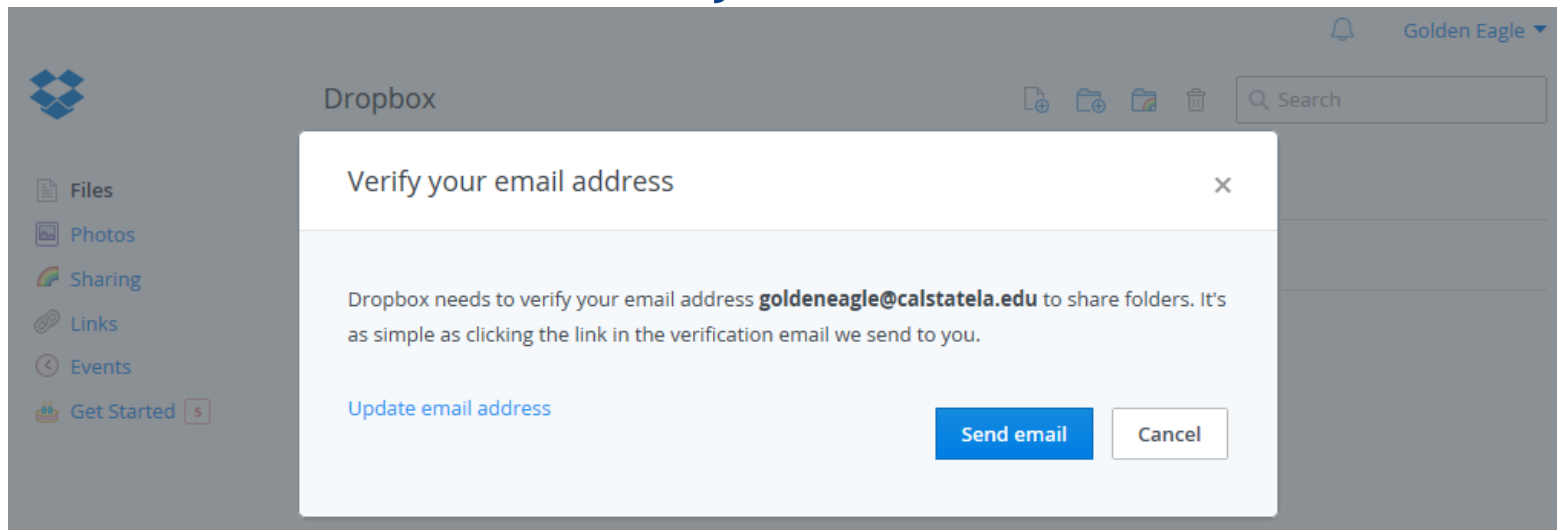 Golden Eagle
Dropbox
Search
Verify your email address
Files
Photos
Sharing
Links
Events
Get Started 5
Dropbox needs to verify your email address goldeneagle@calstatela.edu to share folders. It's
as simple as clicking the link in the verification email we send to you.
Update email address
Send email
Cancel